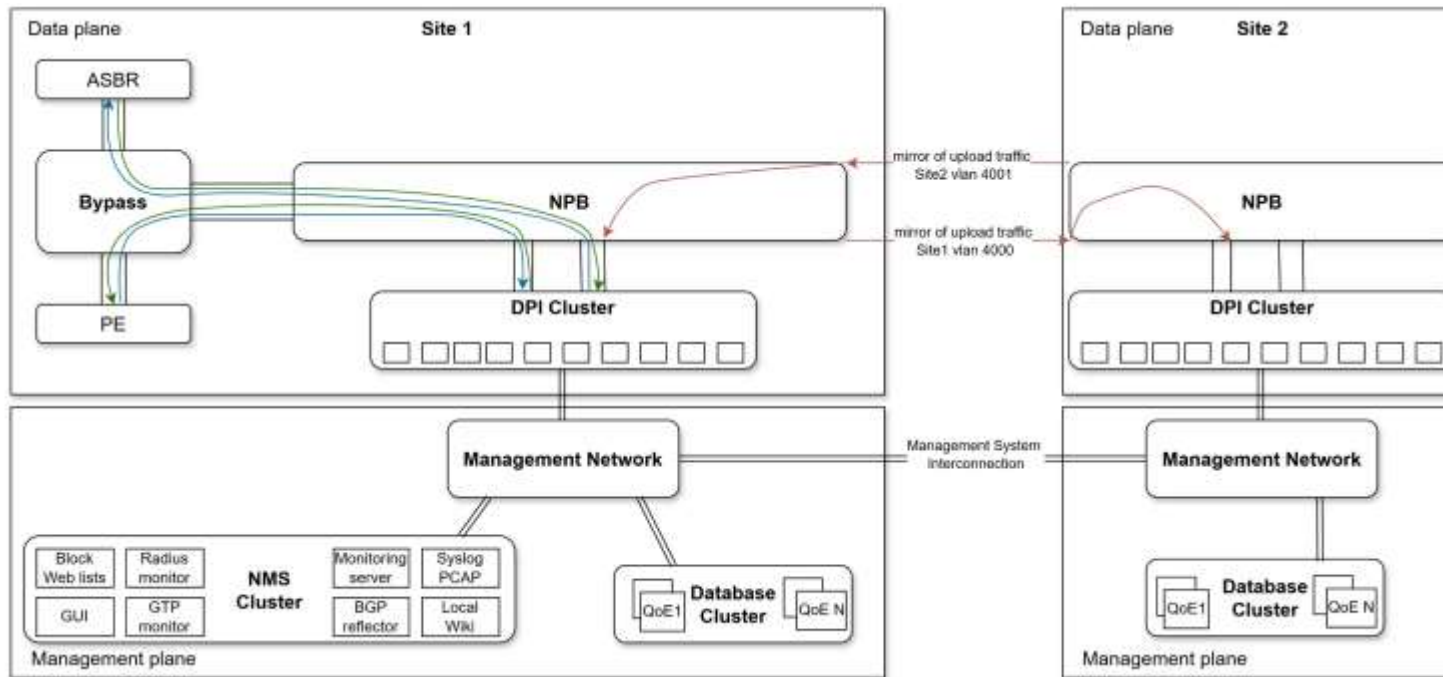 Data plane
Site 1
ASBR
Bypass
NPB
PE
DPI Cluster
mirror of upload traffic
Site2 vlan 4001
mirror of upload traffic
Site1 vlan 4000
Data plane
Site 2
NPB
DPI Cluster
Management Network
Management System
Interconnection
Management Network
Block
Web lists
Radius
monitor
GUI
GTP
monitor
NMS
Cluster
Monitoring
server
Syslog
PCAP
BGP
reflector
Local
Wiki
QoE1
Database
Cluster
QoE N
Management plane
QoE1
Database
Cluster
QoE N
Management plane